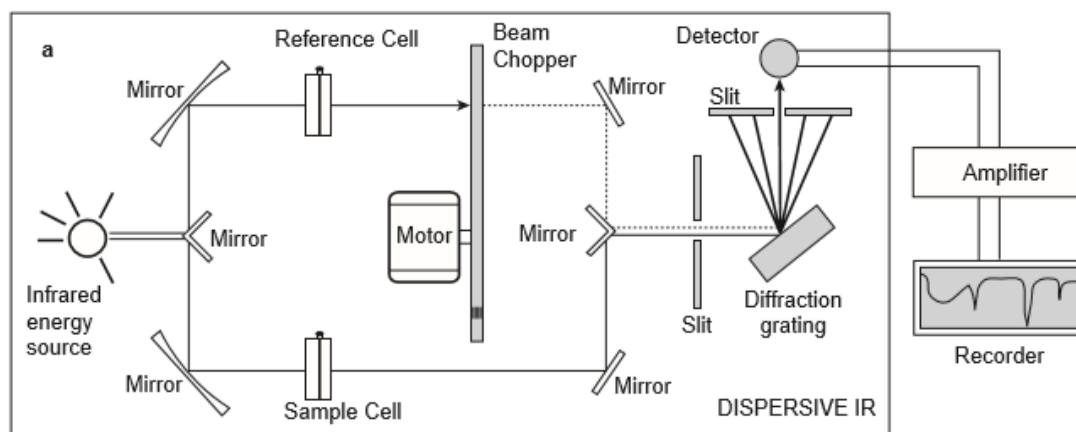 a
Reference Cell
Beam
Chopper
Detector
Mirror
Mirror
Slit
Amplifier
Mirror
Motor
Mirror
Infrared
energy
source
Slit
Diffraction
grating
Recorder
Mirror
Sample Cell
Mirror
DISPERSIVE IR